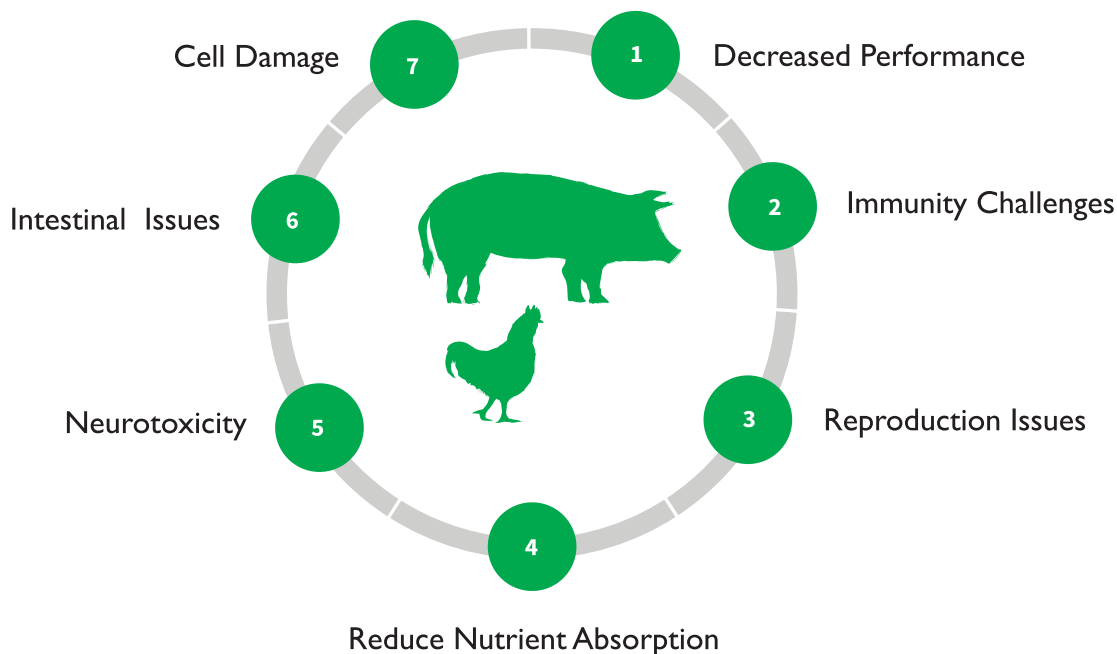 1 Decreased Performance
2 Immunity Challenges
3 Reproduction Issues
4
Reduce Nutrient Absorption
Neurotoxicity 5
Intestinal Issues 6
Cell Damage 7